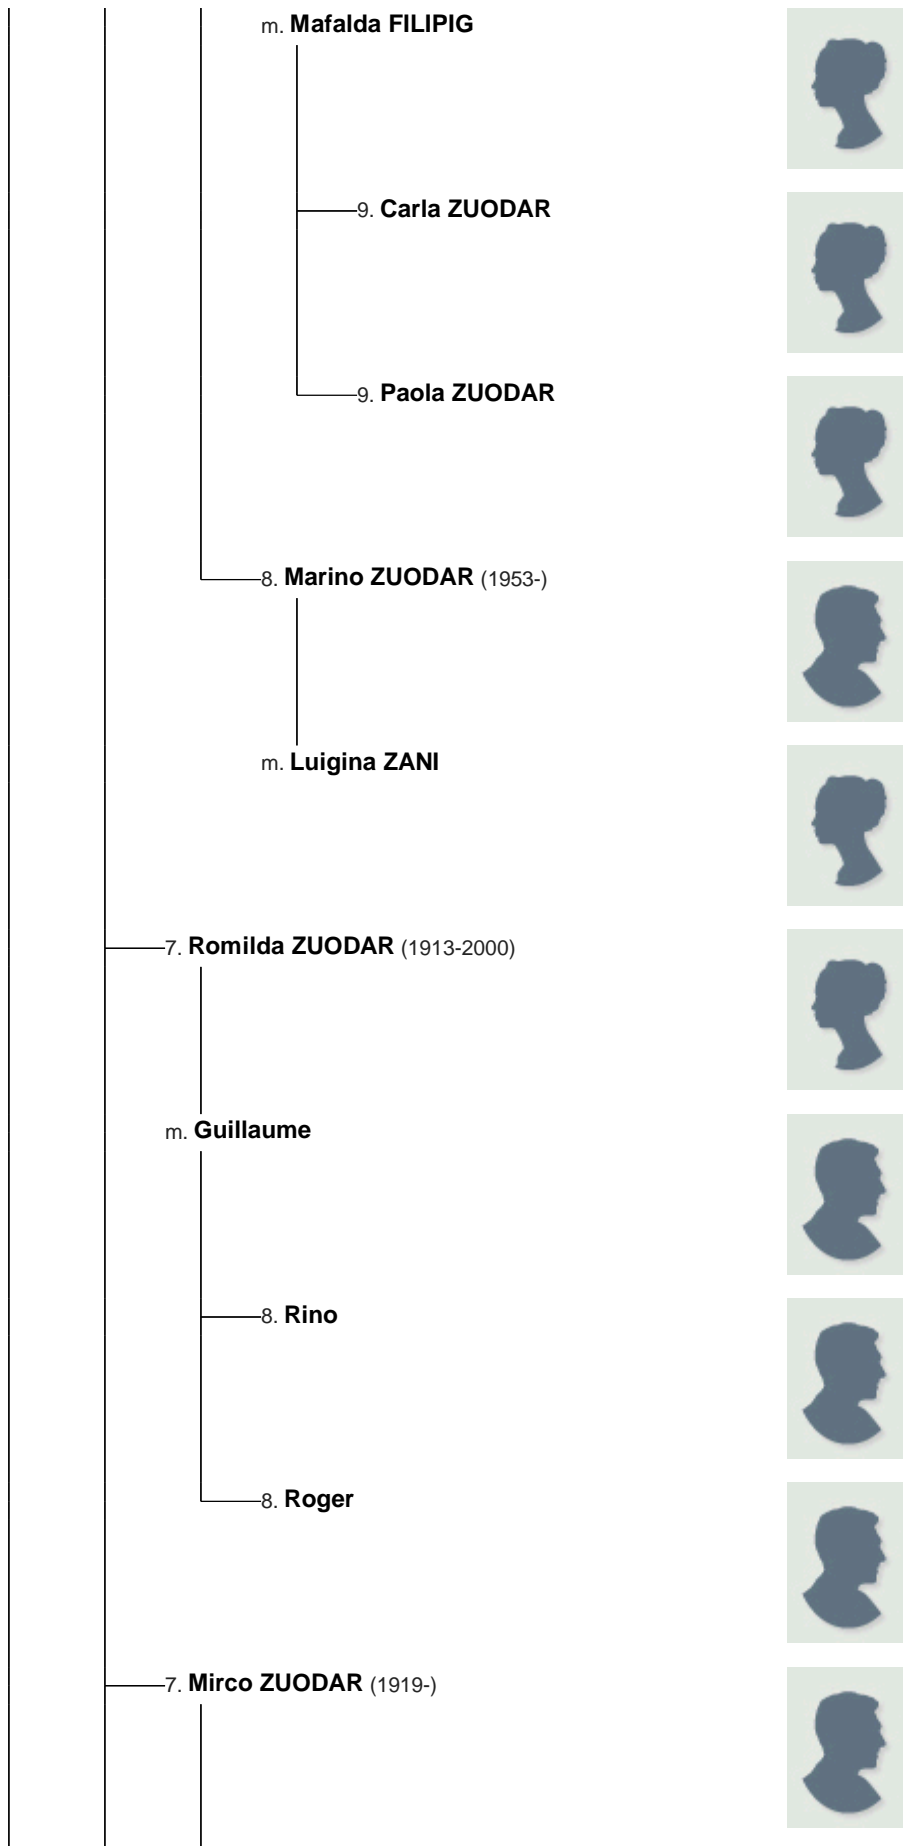 m. Mafalda FILIPIG
9. Carla ZUODAR
9. Paola ZUODAR
8. Marino ZUODAR (1953-)
m. Luigina ZANI
7. Romilda ZUODAR (1913-2000)
m. Guillaume
8. Rino
8. Roger
7. Mirco ZUODAR (1919-)